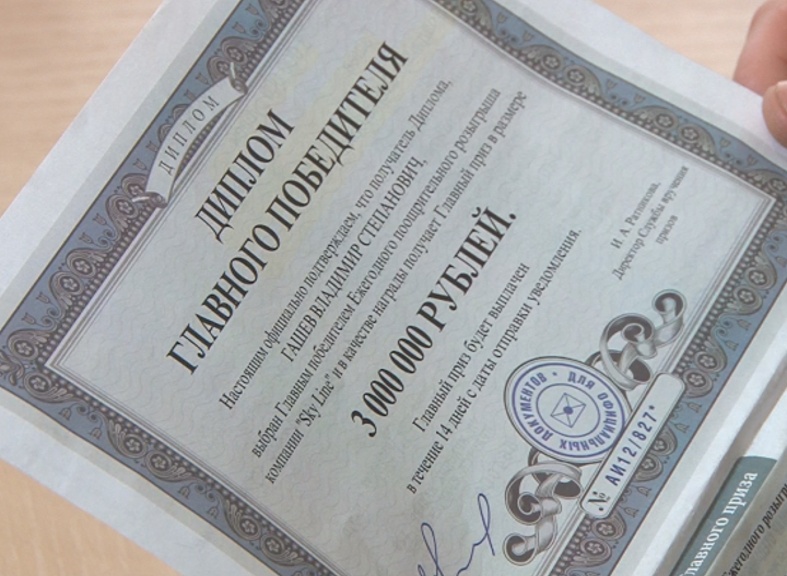 ДИПЛОМ
ДИПЛОМ
ГЛАВНОГО ПОБЕДИТЕЛЯ
Настоящим официально подтверждаем, что получатель Диплома,
ГАШЕВ ВЛАДИМИР СТЕПАНОВИЧ,
выбран Главным победителем Ежегодного поощрительного розыгрыша
компании "Sky Line" и в качестве награды получает Главный приз в размере
3 000 000 РУБЛЕЙ.
Главный приз будет выплачен
в течение 14 дней с даты отправки уведомления.
И. А. Ратникова,
Директор Службы вручения
призов
ДЛЯ ОФИЦИАЛЬНЫХ ДОКУМЕНТОВ
№ АИ12/827*
приза